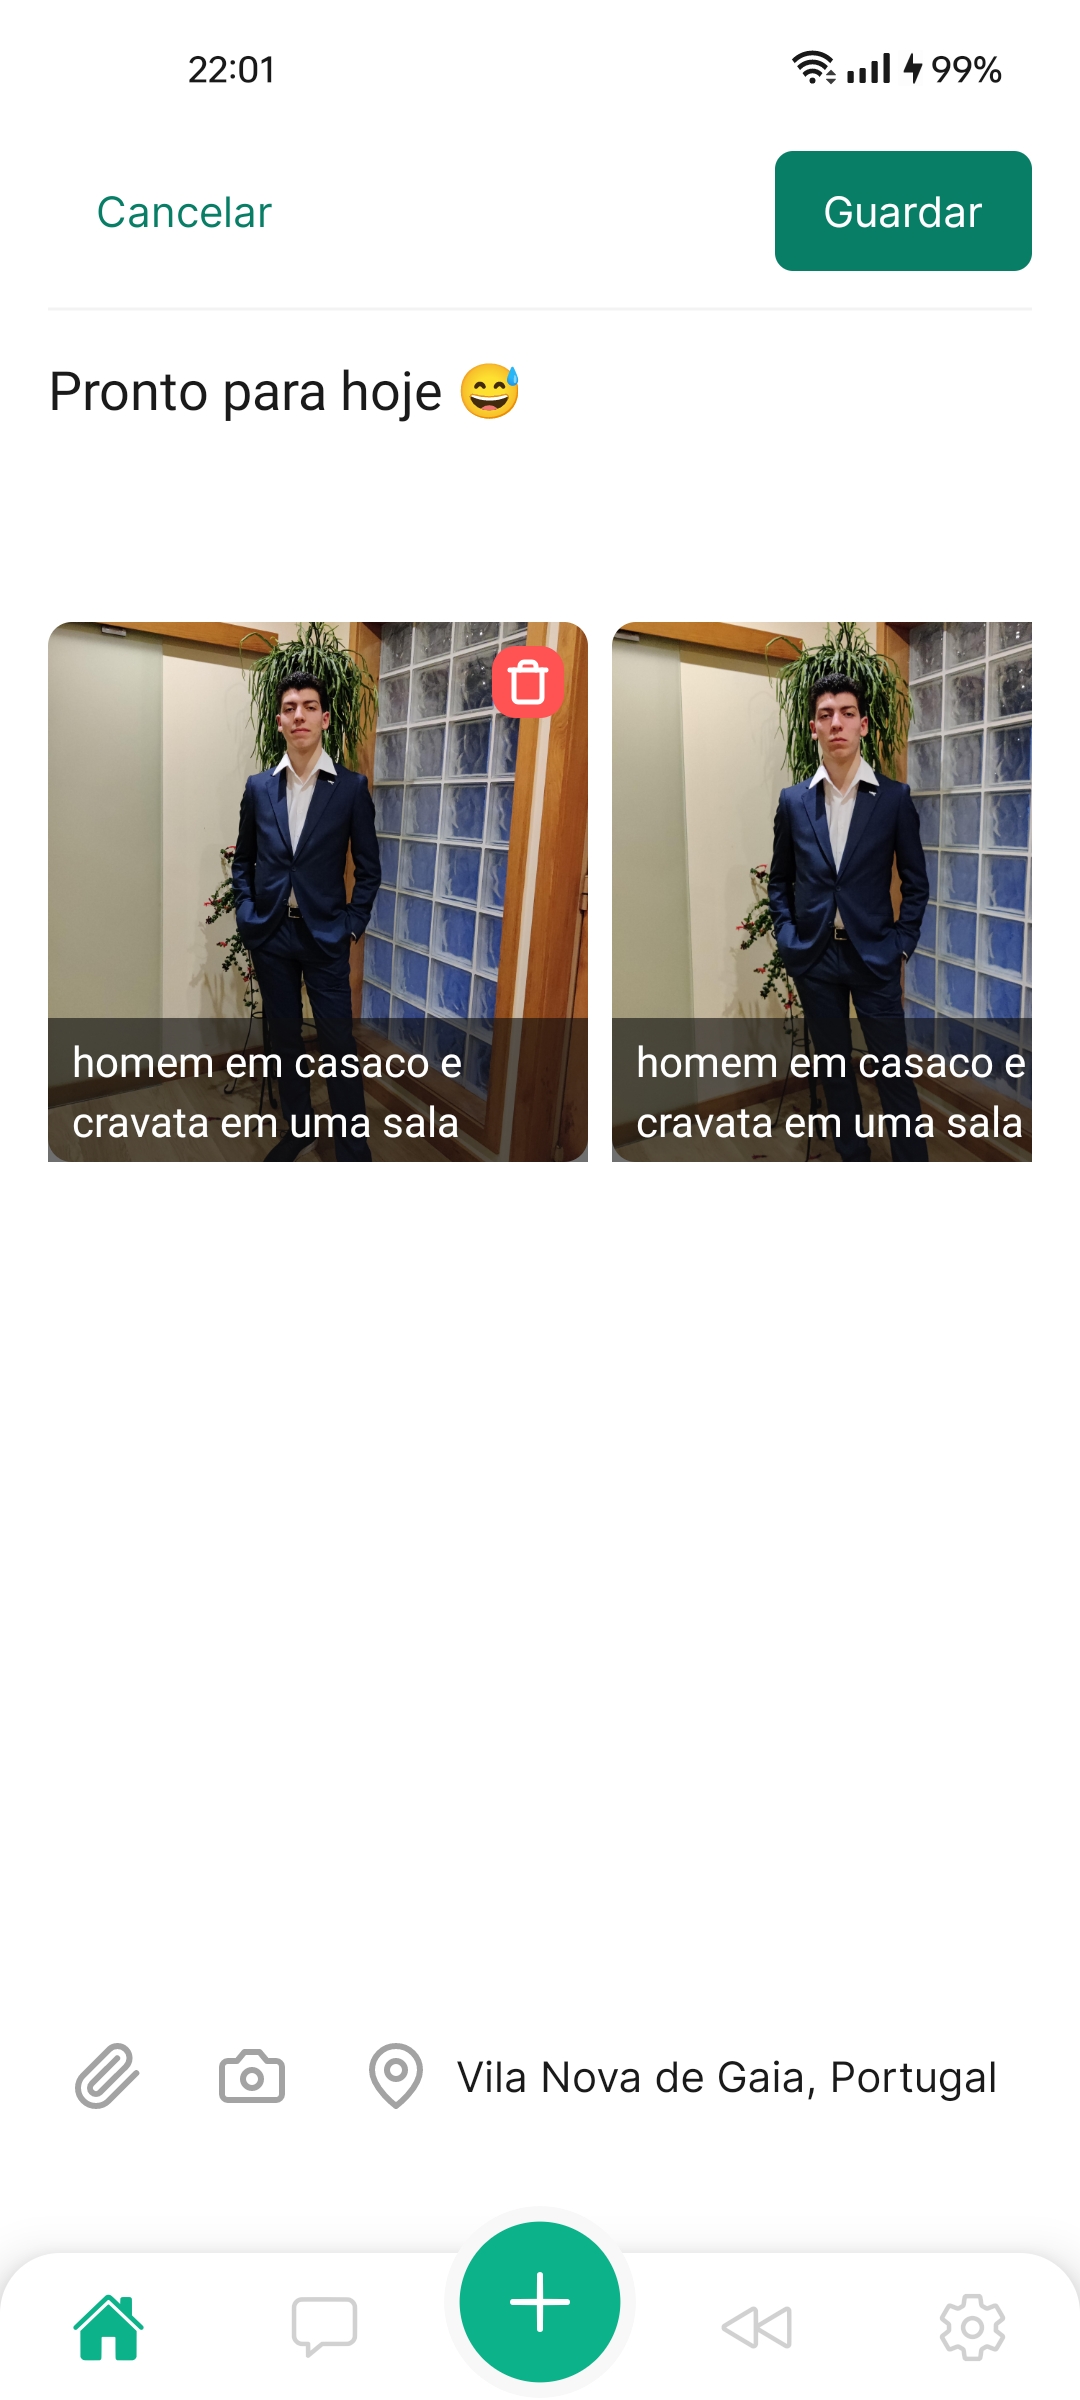 22:01
99%
Cancelar
Guardar
Pronto para hoje 😅
homem em casaco e
cravata em uma sala
homem em casaco e
cravata em uma sala
Vila Nova de Gaia, Portugal